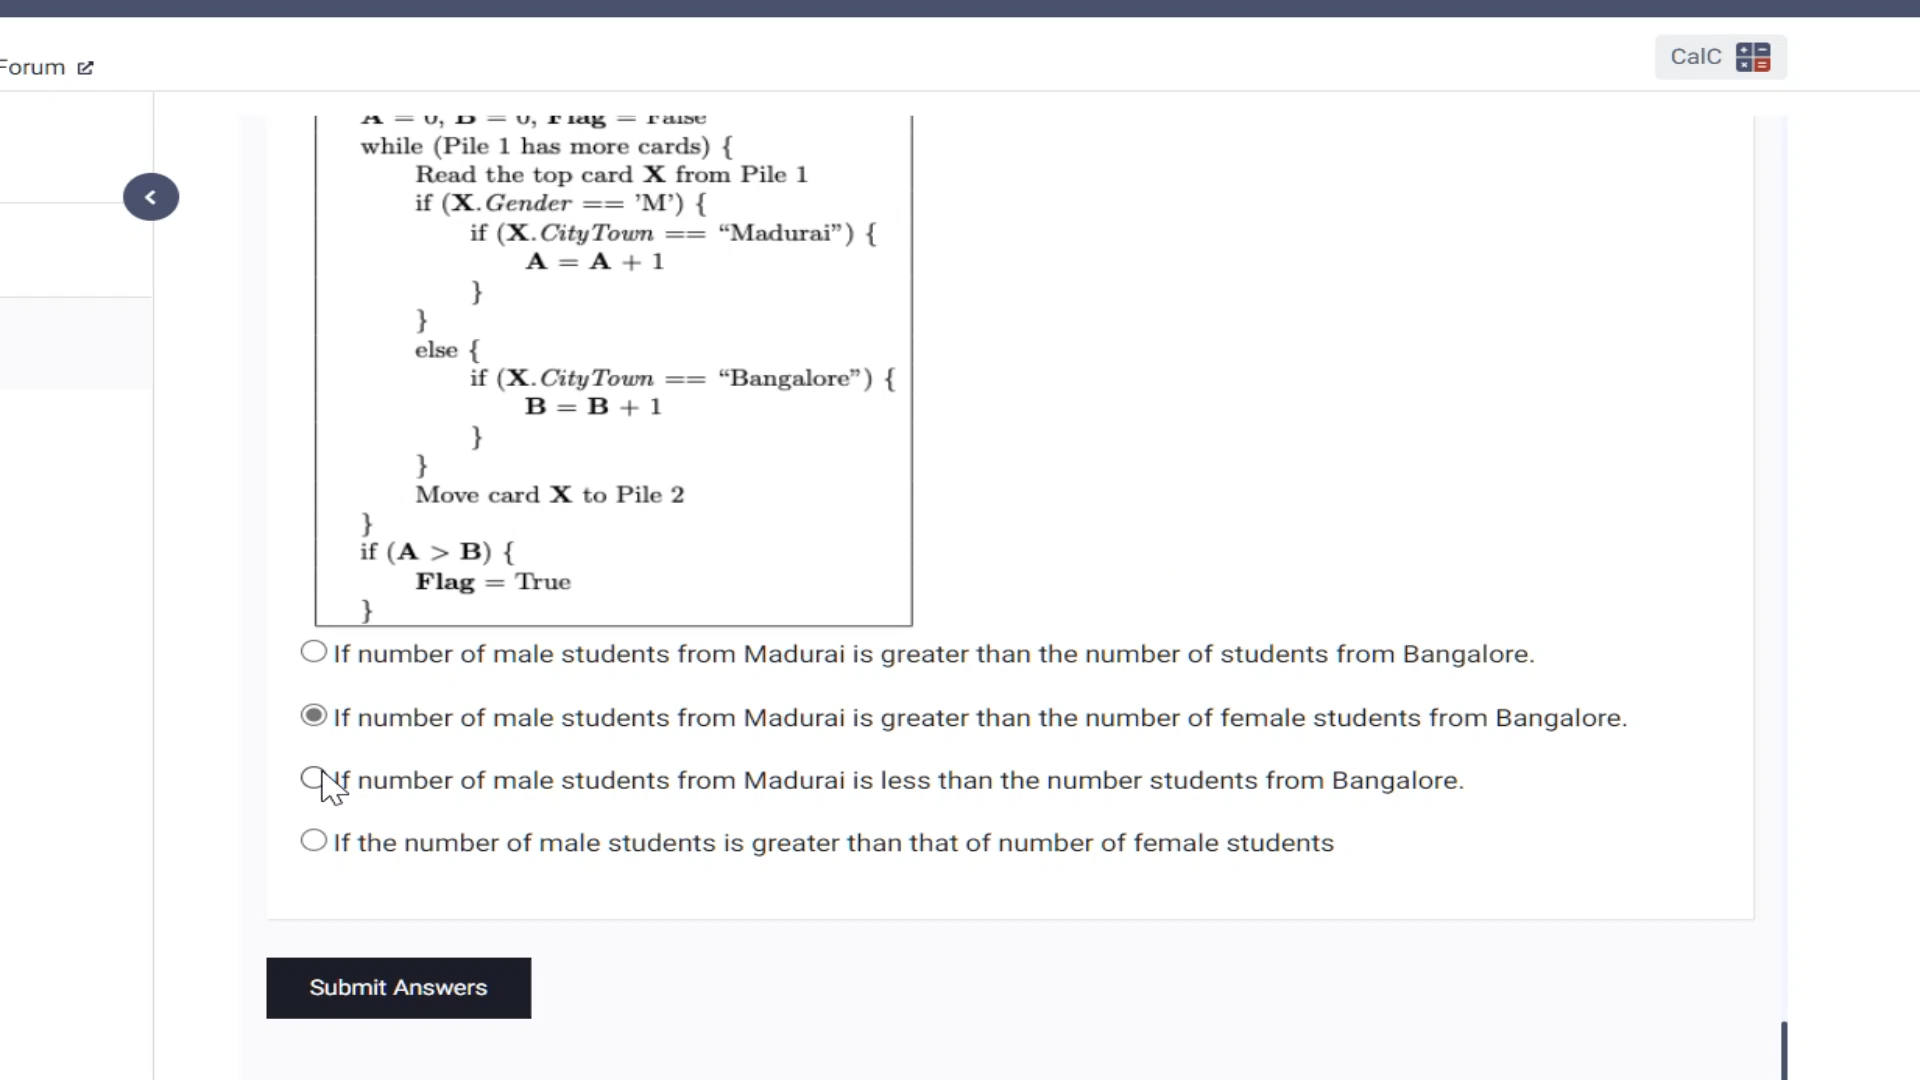 Forum
CalC
A = 0, B = 0, Flag = False
while (Pile 1 has more cards) {
Read the top card X from Pile 1
if (X.Gender == ’M’) {
if (X.CityTown == “Madurai”) {
A = A + 1
}
}
else {
if (X.CityTown == “Bangalore”) {
B = B + 1
}
}
Move card X to Pile 2
}
if (A > B) {
Flag = True
}
If number of male students from Madurai is greater than the number of students from Bangalore.
If number of male students from Madurai is greater than the number of female students from Bangalore.
If number of male students from Madurai is less than the number students from Bangalore.
If the number of male students is greater than that of number of female students
Submit Answers